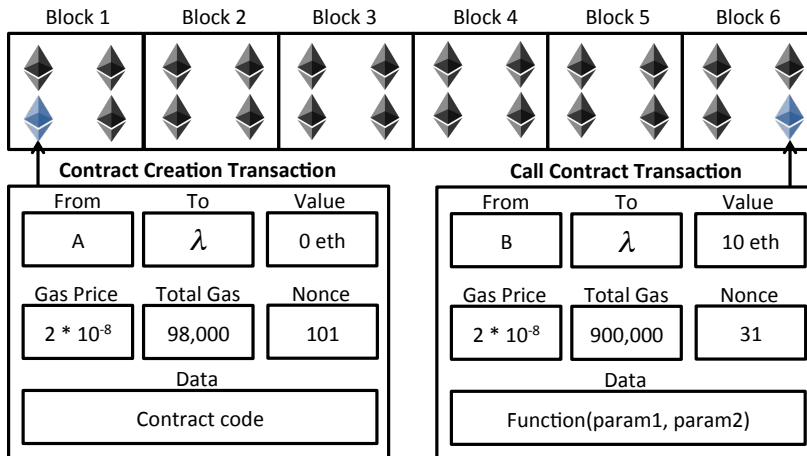 Block 1 Block 2 Block 3 Block 4 Block 5 Block 6
Contract Creation Transaction
From To Value
A λ 0 eth
Gas Price Total Gas Nonce
2 * 10⁻⁸ 98,000 101
Data
Contract code
Call Contract Transaction
From To Value
B λ 10 eth
Gas Price Total Gas Nonce
2 * 10⁻⁸ 900,000 31
Data
Function(param1, param2)